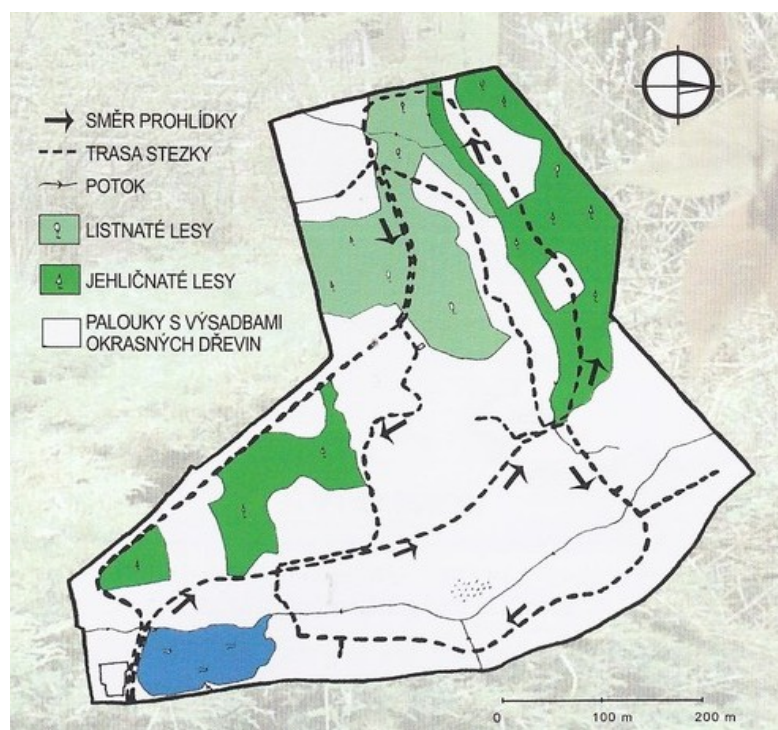 SMĚR PROHLÍDKY
TRASA STEZKY
POTOK
LISTNATÉ LESY
JEHLIČNATÉ LESY
PALOUKY S VÝSADBAMI
OKRASNÝCH DŘEVIN
0 100 m 200 m